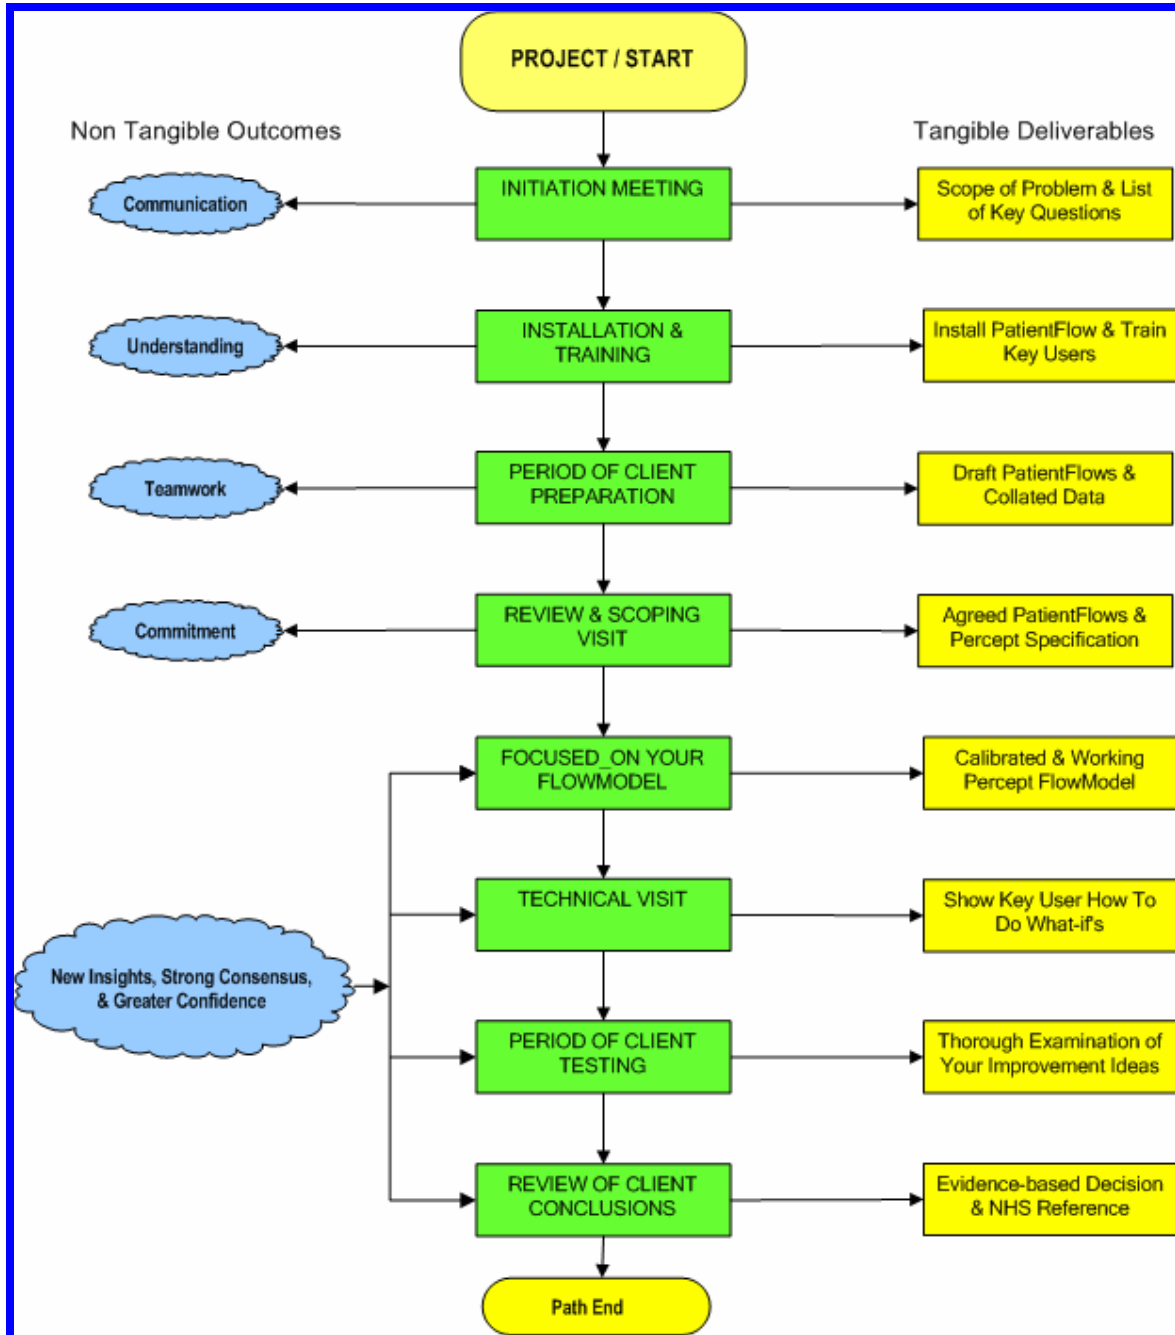 PROJECT / START
Non Tangible Outcomes
Tangible Deliverables
Communication
INITIATION MEETING
Scope of Problem & List
of Key Questions
Understanding
INSTALLATION &
TRAINING
Install PatientFlow & Train
Key Users
Teamwork
PERIOD OF CLIENT
PREPARATION
Draft PatientFlows &
Collated Data
Commitment
REVIEW & SCOPING
VISIT
Agreed PatientFlows &
Percept Specification
FOCUSED_ON YOUR
FLOWMODEL
Calibrated & Working
Percept FlowModel
TECHNICAL VISIT
Show Key User How To
Do What-if's
New Insights, Strong Consensus,
& Greater Confidence
PERIOD OF CLIENT
TESTING
Thorough Examination of
Your Improvement Ideas
REVIEW OF CLIENT
CONCLUSIONS
Evidence-based Decision
& NHS Reference
Path End